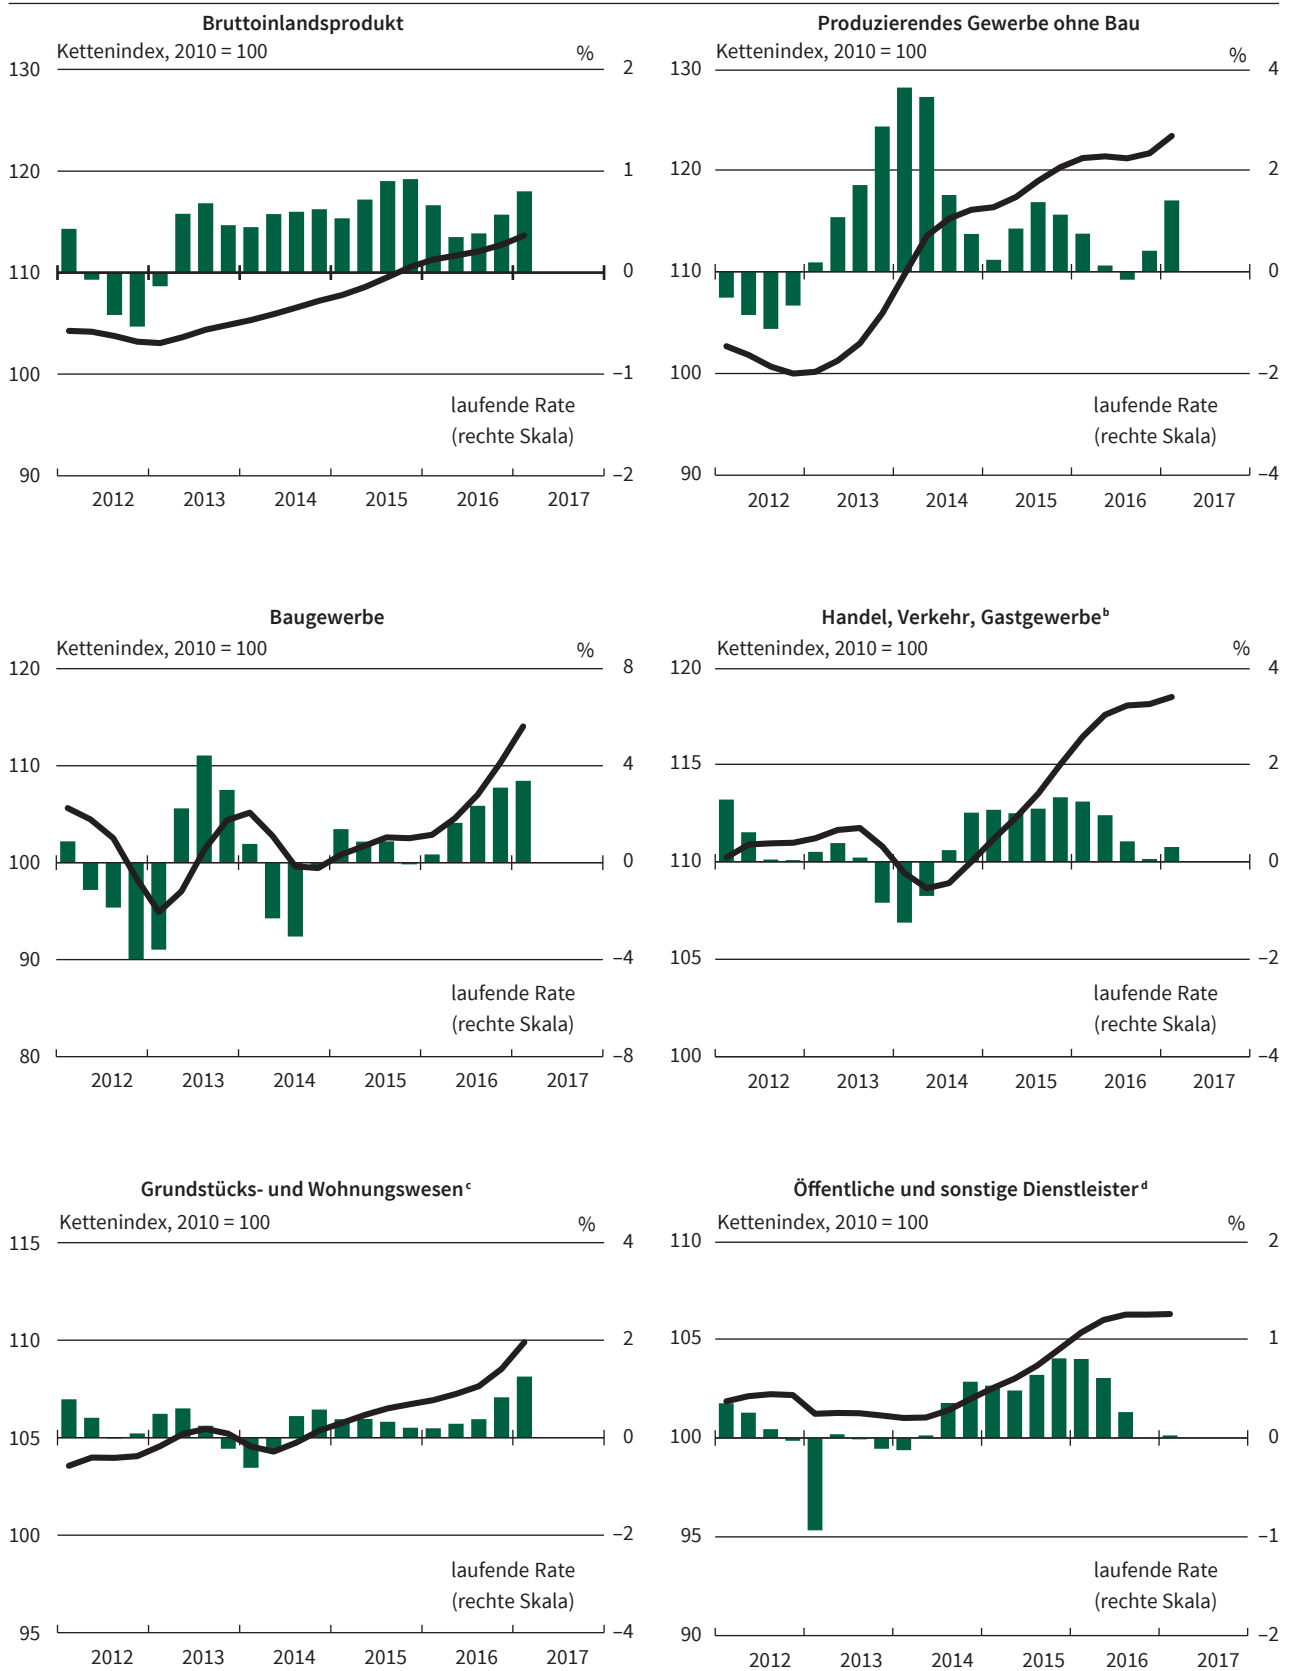 Bruttoinlandsprodukt
Kettenindex, 2010 = 100 %
130 2
120 1
110 0
100 –1
laufende Rate
(rechte Skala)
90 –2
2012 2013 2014 2015 2016 2017
Produzierendes Gewerbe ohne Bau
Kettenindex, 2010 = 100 %
130 4
120 2
110 0
100 –2
laufende Rate
(rechte Skala)
90 –4
2012 2013 2014 2015 2016 2017
Baugewerbe
Kettenindex, 2010 = 100 %
120 8
110 4
100 0
90 –4
laufende Rate
(rechte Skala)
80 –8
2012 2013 2014 2015 2016 2017
Handel, Verkehr, Gastgewerbeᵇ
Kettenindex, 2010 = 100 %
120 4
115 2
110 0
105 –2
laufende Rate
(rechte Skala)
100 –4
2012 2013 2014 2015 2016 2017
Grundstücks- und Wohnungswesenᶜ
Kettenindex, 2010 = 100 %
115 4
110 2
105 0
100 –2
laufende Rate
(rechte Skala)
95 –4
2012 2013 2014 2015 2016 2017
Öffentliche und sonstige Dienstleisterᵈ
Kettenindex, 2010 = 100 %
110 2
105 1
100 0
95 –1
laufende Rate
(rechte Skala)
90 –2
2012 2013 2014 2015 2016 2017